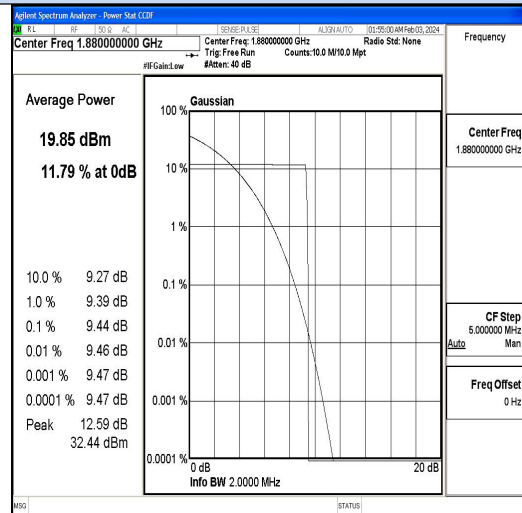 Agilent Spectrum Analyzer - Power Stat CCDF
RL RF 50 Ω AC SENSE:PULSE ALIGNAUTO 01:55:00 AM Feb 03, 2024
Center Freq 1.880000000 GHz
Center Freq: 1.880000000 GHz Radio Std: None
Trig: Free Run Counts:10.0 M/10.0 Mpt
#IFGain:Low #Atten: 40 dB
Frequency
Average Power
19.85 dBm
11.79 % at 0dB
10.0 % 9.27 dB
1.0 % 9.39 dB
0.1 % 9.44 dB
0.01 % 9.46 dB
0.001 % 9.47 dB
0.0001 % 9.47 dB
Peak 12.59 dB
32.44 dBm
Gaussian
100 %
10 %
1 %
0.1 %
0.01 %
0.001 %
0.0001 %
0 dB 20 dB
Info BW 2.0000 MHz
Center Freq
1.880000000 GHz
CF Step
5.000000 MHz
Auto Man
Freq Offset
0 Hz
MSG STATUS